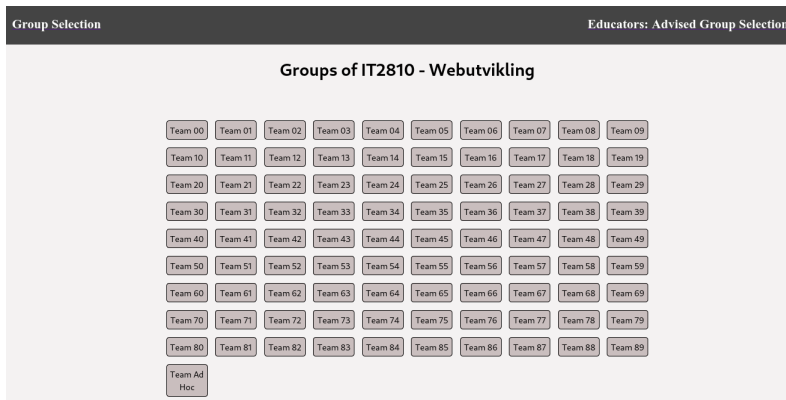 Group Selection Educators: Advised Group Selection
Groups of IT2810 - Webutvikling
Team 00 Team 01 Team 02 Team 03 Team 04 Team 05 Team 06 Team 07 Team 08 Team 09
Team 10 Team 11 Team 12 Team 13 Team 14 Team 15 Team 16 Team 17 Team 18 Team 19
Team 20 Team 21 Team 22 Team 23 Team 24 Team 25 Team 26 Team 27 Team 28 Team 29
Team 30 Team 31 Team 32 Team 33 Team 34 Team 35 Team 36 Team 37 Team 38 Team 39
Team 40 Team 41 Team 42 Team 43 Team 44 Team 45 Team 46 Team 47 Team 48 Team 49
Team 50 Team 51 Team 52 Team 53 Team 54 Team 55 Team 56 Team 57 Team 58 Team 59
Team 60 Team 61 Team 62 Team 63 Team 64 Team 65 Team 66 Team 67 Team 68 Team 69
Team 70 Team 71 Team 72 Team 73 Team 74 Team 75 Team 76 Team 77 Team 78 Team 79
Team 80 Team 81 Team 82 Team 83 Team 84 Team 85 Team 86 Team 87 Team 88 Team 89
Team Ad
Hoc